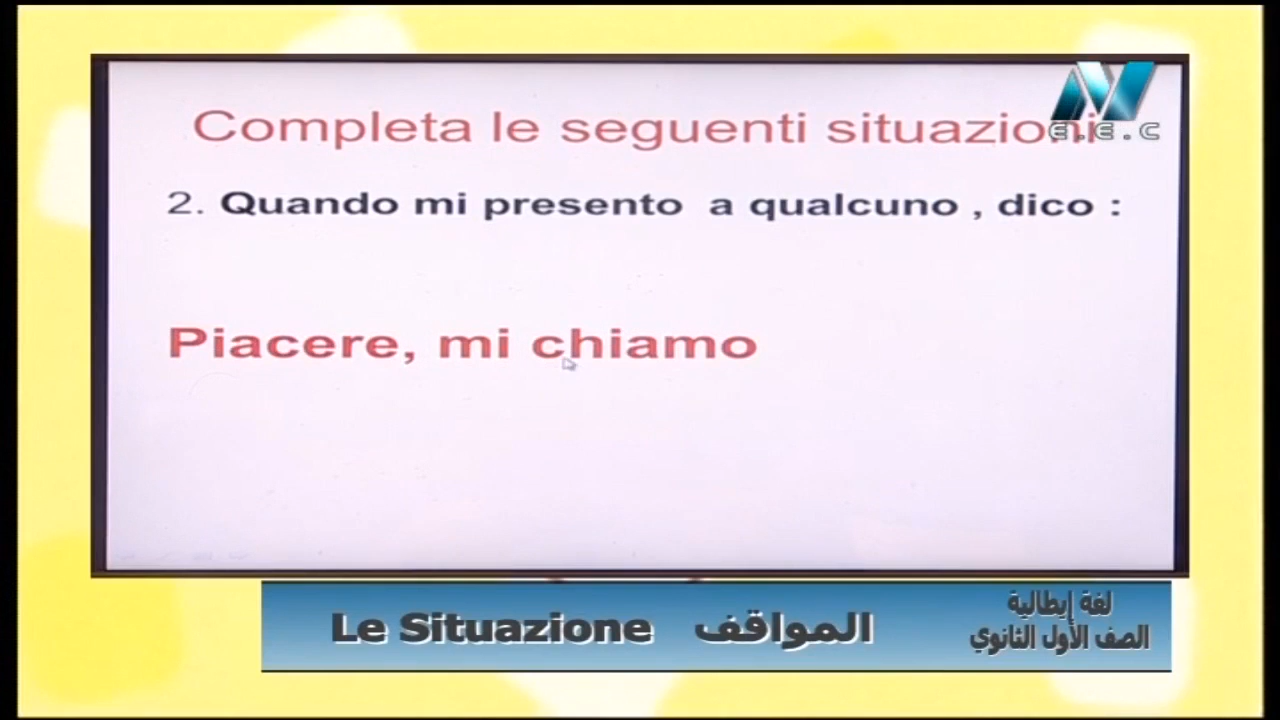 Completa le seguenti situazioni
E.E.C
2. Quando mi presento a qualcuno , dico :
Piacere, mi chiamo
لغة إيطالية
Le Situazione المواقف
الصف الأول الثانوي